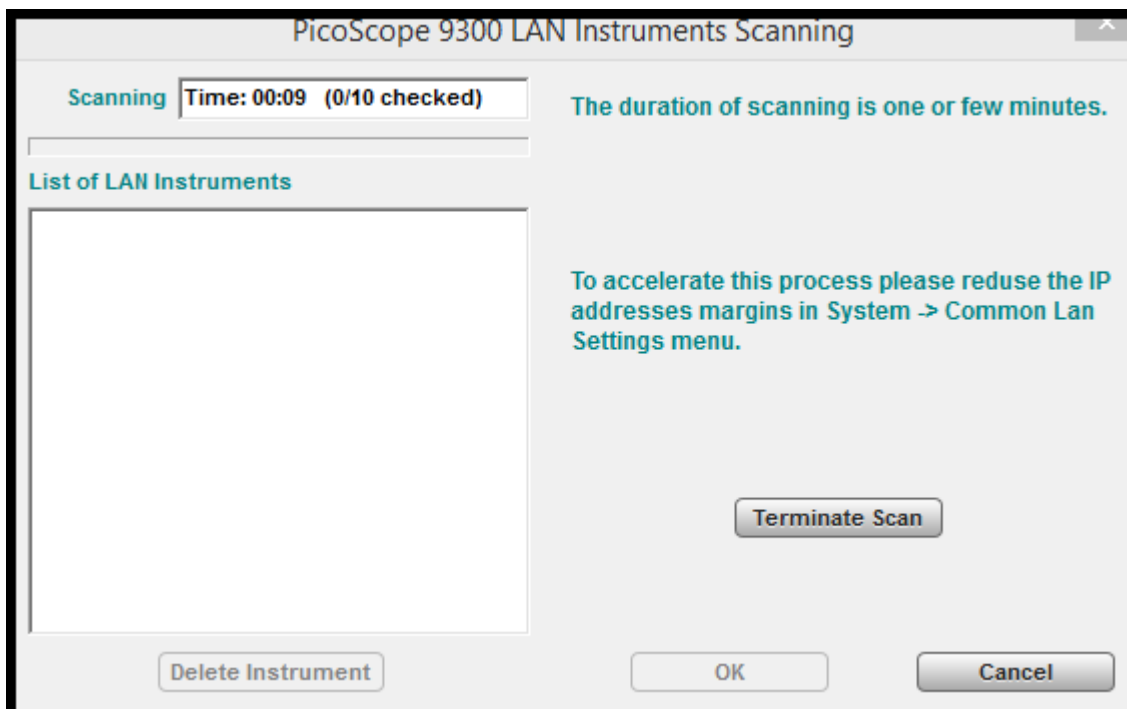 PicoScope 9300 LAN Instruments Scanning
Scanning Time: 00:09 (0/10 checked)
The duration of scanning is one or few minutes.
List of LAN Instruments
To accelerate this process please reduse the IP
addresses margins in System -> Common Lan
Settings menu.
Terminate Scan
Delete Instrument
OK
Cancel